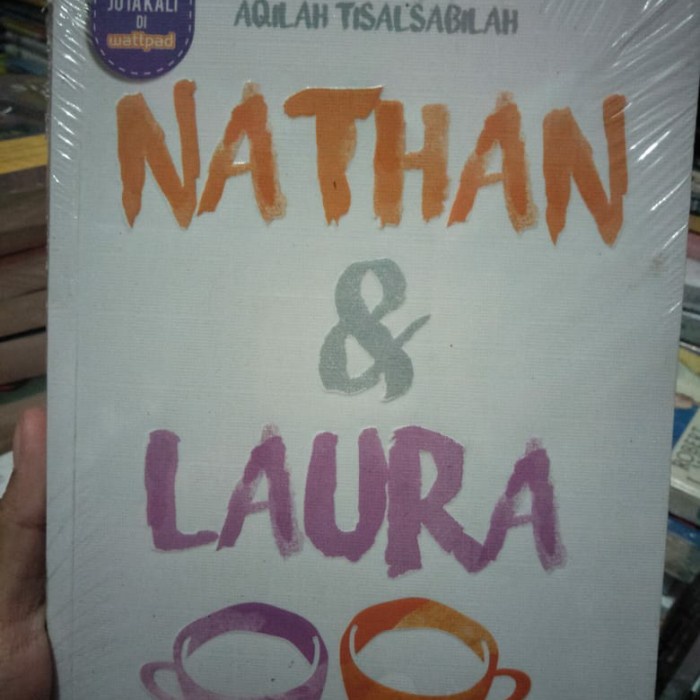 JUTA KALI
DI
wattpad
AQILAH TISALSABILAH
NATHAN
&
LAURA